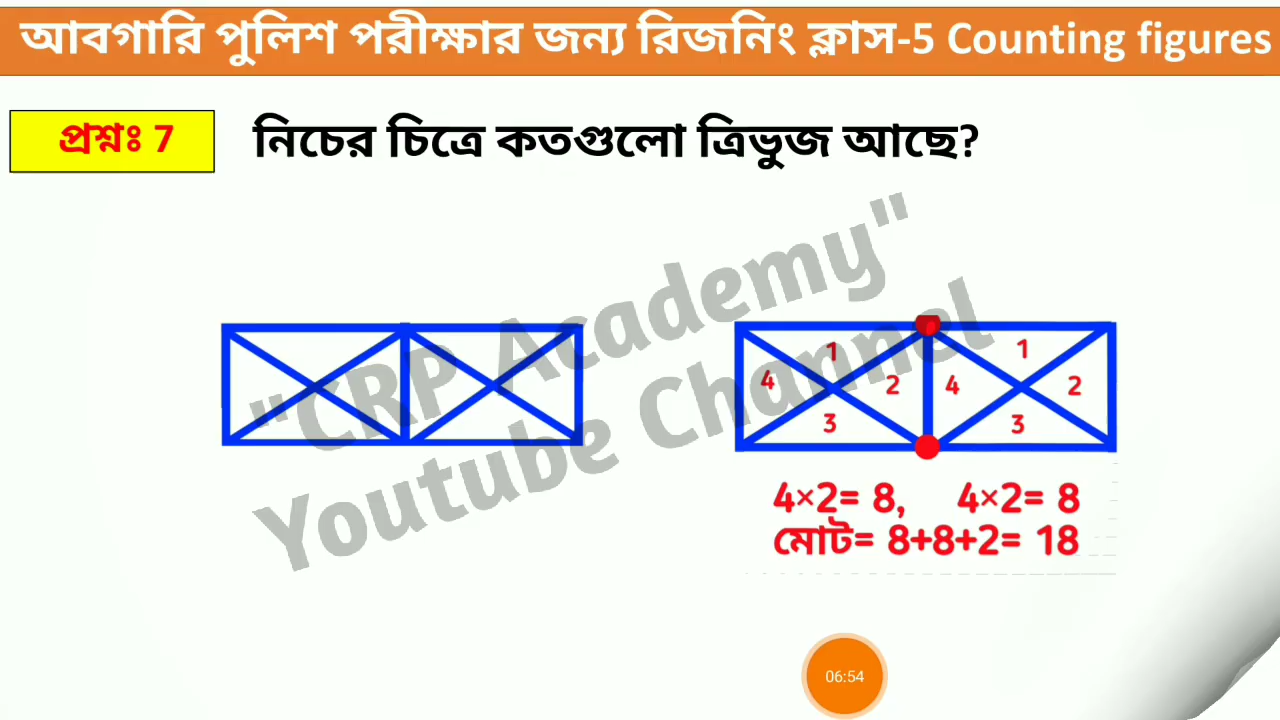 আবগারি পুলিশ পরীক্ষার জন্য রিজনিং ক্লাস-5 Counting figures
প্রশ্নঃ 7
নিচের চিত্রে কতগুলো ত্রিভুজ আছে?
"CRP Academy"
Youtube Channel
1 1
4 2 4 2
3 3
4×2= 8, 4×2= 8
মোট= 8+8+2= 18
06:54